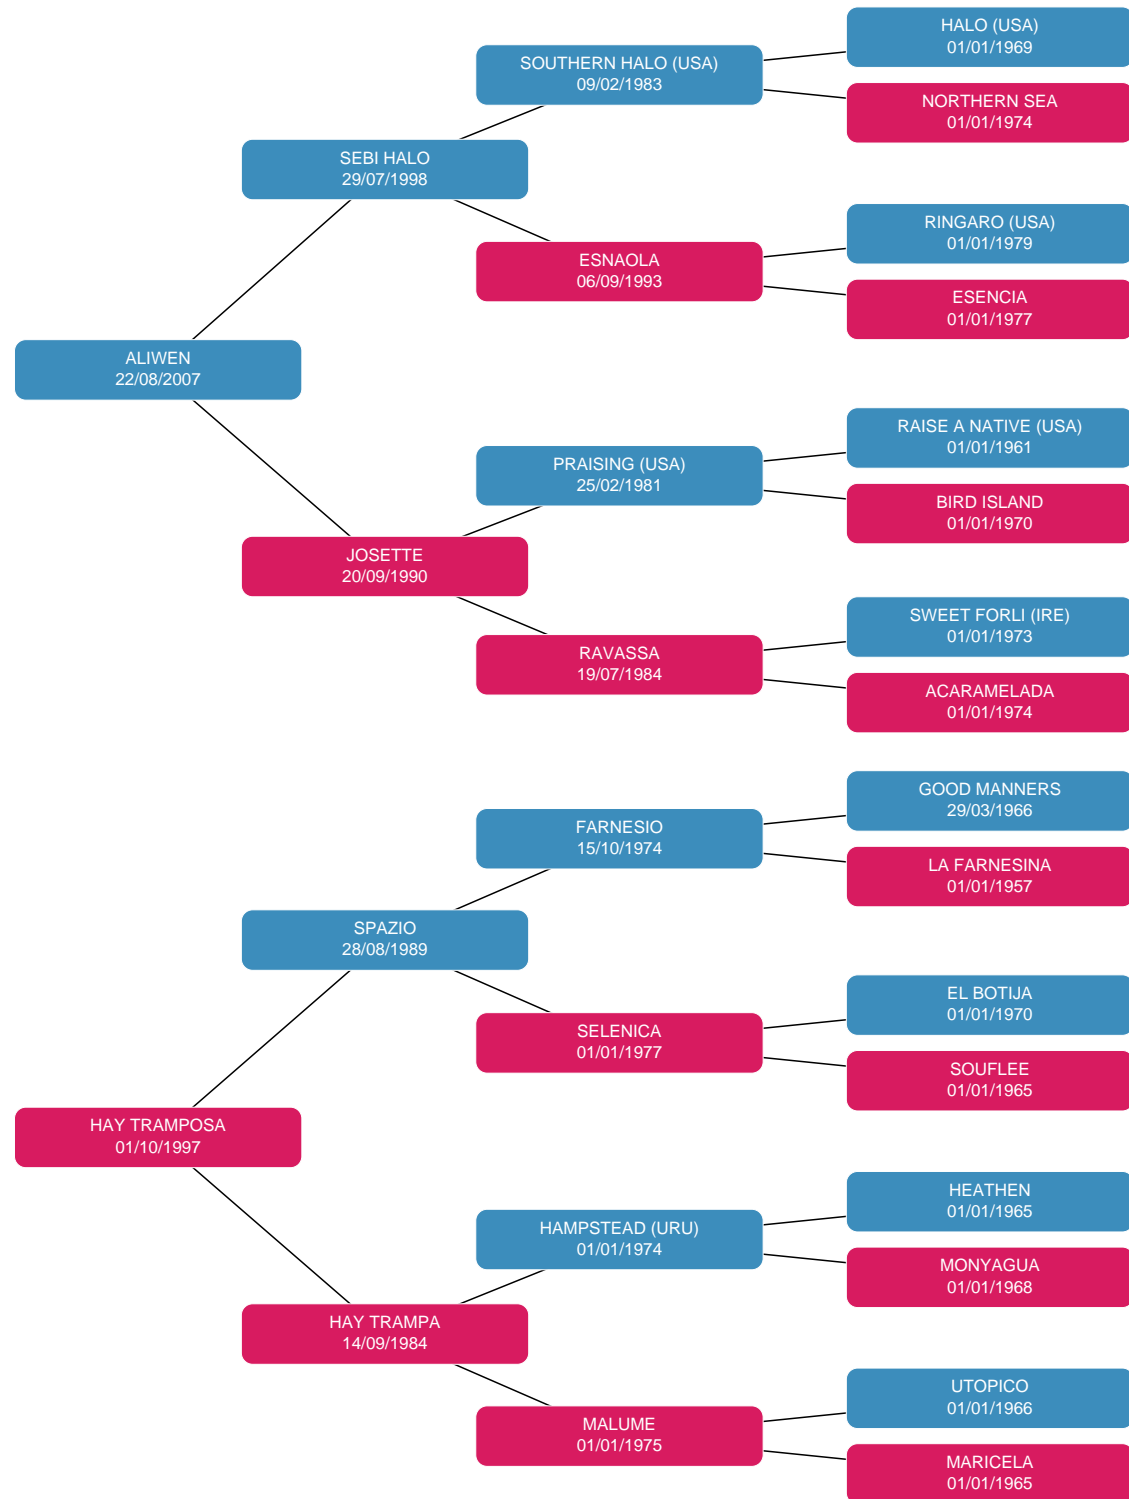 HALO (USA)
01/01/1969
SOUTHERN HALO (USA)
09/02/1983
NORTHERN SEA
01/01/1974
SEBI HALO
29/07/1998
RINGARO (USA)
01/01/1979
ESNAOLA
06/09/1993
ESENCIA
01/01/1977
ALIWEN
22/08/2007
RAISE A NATIVE (USA)
01/01/1961
PRAISING (USA)
25/02/1981
BIRD ISLAND
01/01/1970
JOSETTE
20/09/1990
SWEET FORLI (IRE)
01/01/1973
RAVASSA
19/07/1984
ACARAMELADA
01/01/1974
GOOD MANNERS
29/03/1966
FARNESIO
15/10/1974
LA FARNESINA
01/01/1957
SPAZIO
28/08/1989
EL BOTIJA
01/01/1970
SELENICA
01/01/1977
SOUFLEE
01/01/1965
HAY TRAMPOSA
01/10/1997
HEATHEN
01/01/1965
HAMPSTEAD (URU)
01/01/1974
MONYAGUA
01/01/1968
HAY TRAMPA
14/09/1984
UTOPICO
01/01/1966
MALUME
01/01/1975
MARICELA
01/01/1965